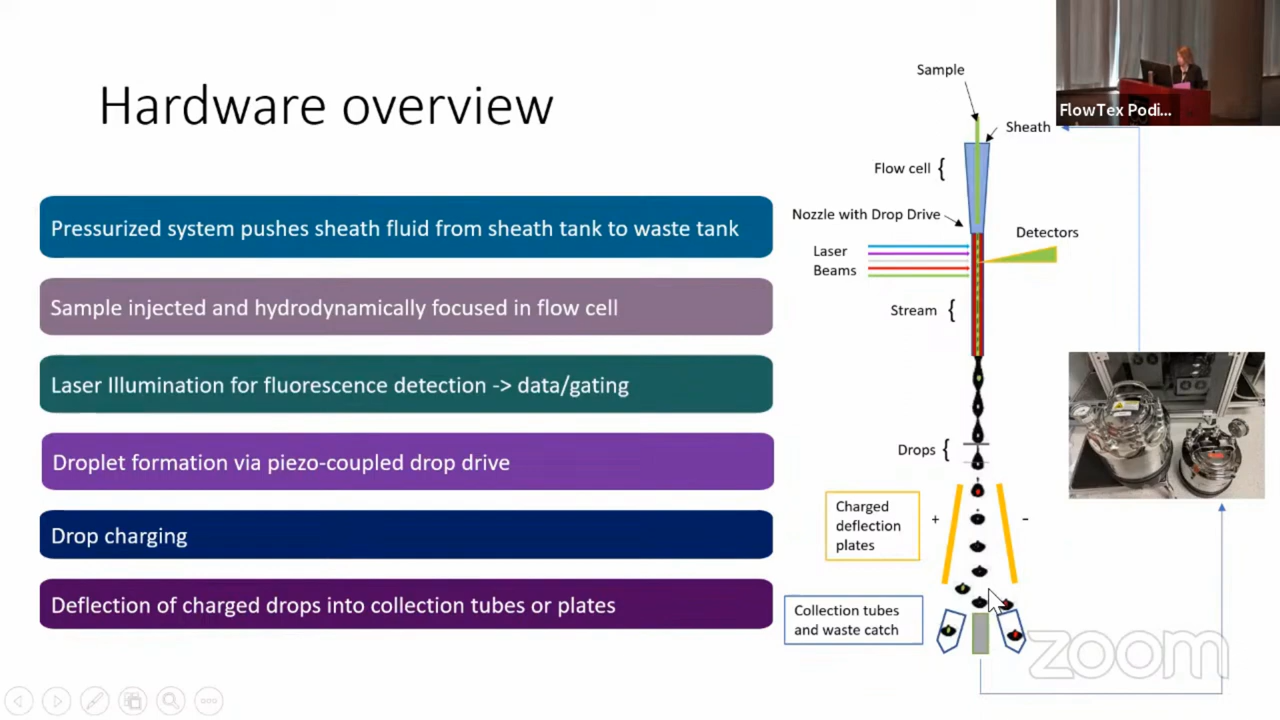 Hardware overview
Pressurized system pushes sheath fluid from sheath tank to waste tank
Sample injected and hydrodynamically focused in flow cell
Laser Illumination for fluorescence detection -> data/gating
Droplet formation via piezo-coupled drop drive
Drop charging
Deflection of charged drops into collection tubes or plates
Sample
Sheath
Flow cell {
Nozzle with Drop Drive
Detectors
Laser
Beams
Stream {
Drops {
Charged
deflection
plates
+
-
Collection tubes
and waste catch
FlowTex Podi...
zoom